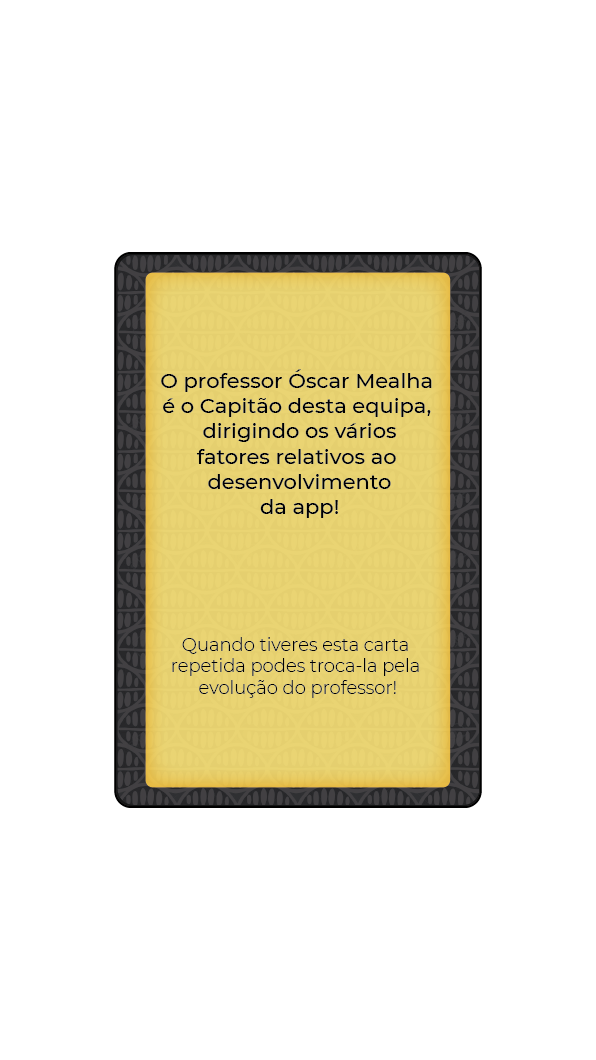 O professor Óscar Mealha
é o Capitão desta equipa,
dirigindo os vários
fatores relativos ao
desenvolvimento
da app!
Quando tiveres esta carta
repetida podes troca-la pela
evolução do professor!